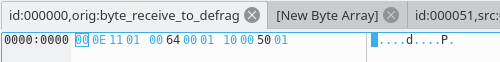 id:000000,orig:byte_receive_to_defrag [New Byte Array] id:000051,src:
0000:0000 00 0E 11 01 00 64 00 01 10 00 50 01 .....d....P.